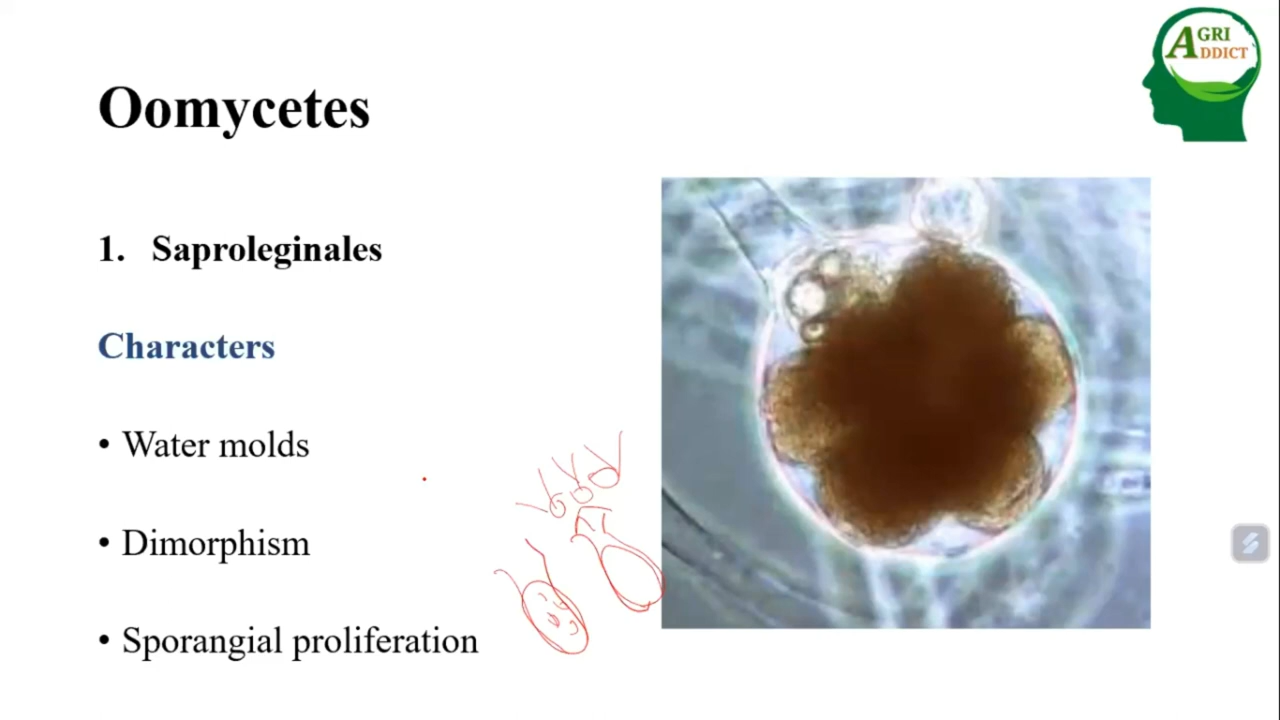 AGRI
ADDICT
Oomycetes
1. Saproleginales
Characters
• Water molds
• Dimorphism
• Sporangial proliferation